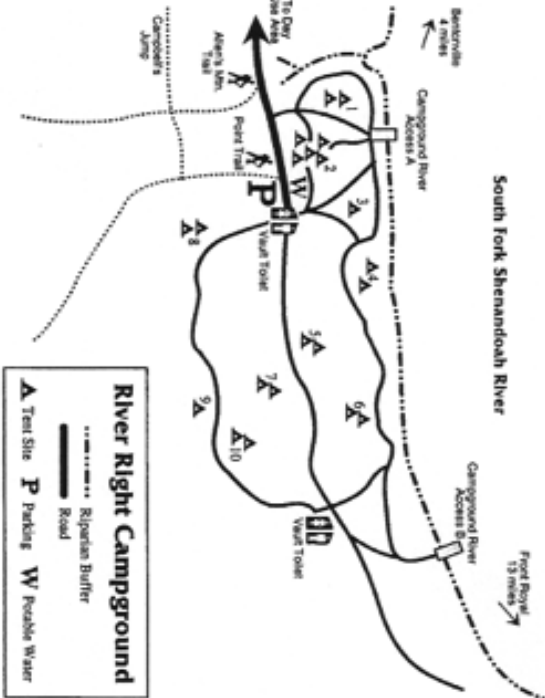 South Fork Shenandoah River
Bentonville
4 miles
Campground River
Access A
Campground River
Access B
Front Royal
13 miles
To Day
Use Area
Allen's Mtn.
Trail
Campbell's
Jump
Point Trail
P
W
Vault Toilet
Vault Toilet
1
2
3
4
5
6
7
8
9
10
River Right Campground
Riparian Buffer
Road
Tent Site P Parking W Potable Water